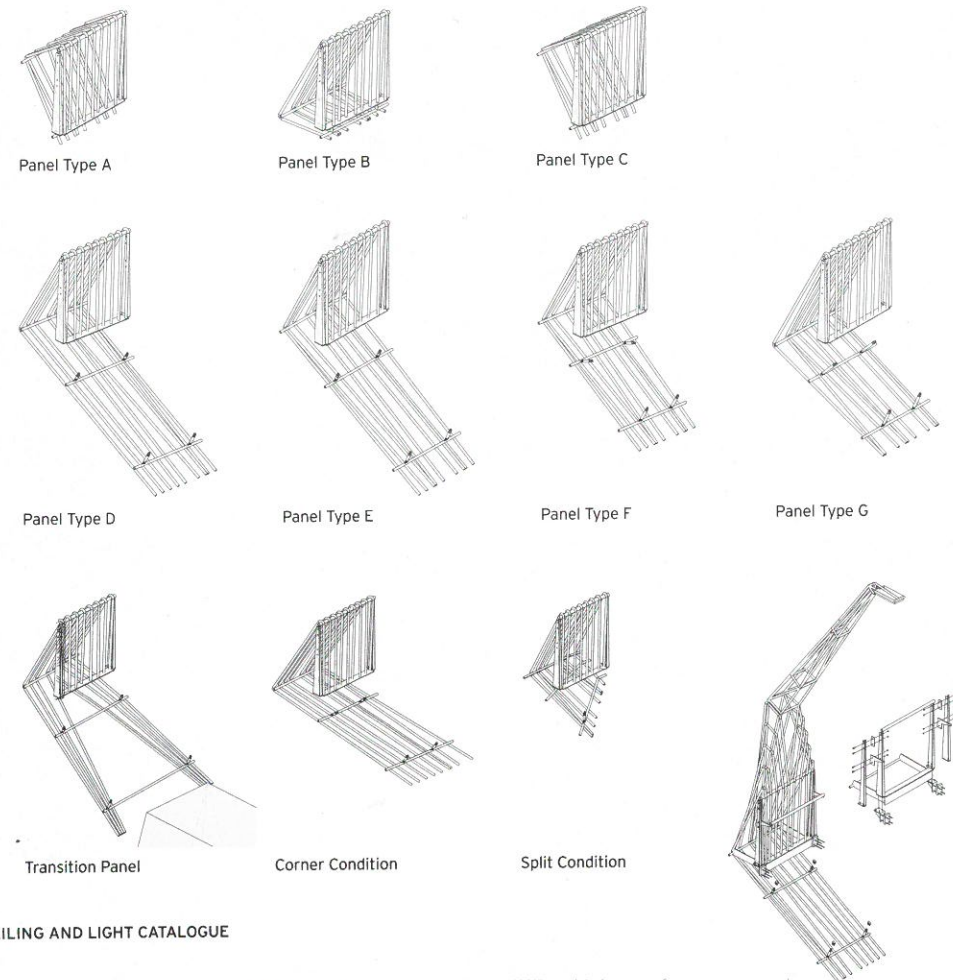 Panel Type A
Panel Type B
Panel Type C
Panel Type D
Panel Type E
Panel Type F
Panel Type G
Transition Panel
Corner Condition
Split Condition
ILING AND LIGHT CATALOGUE